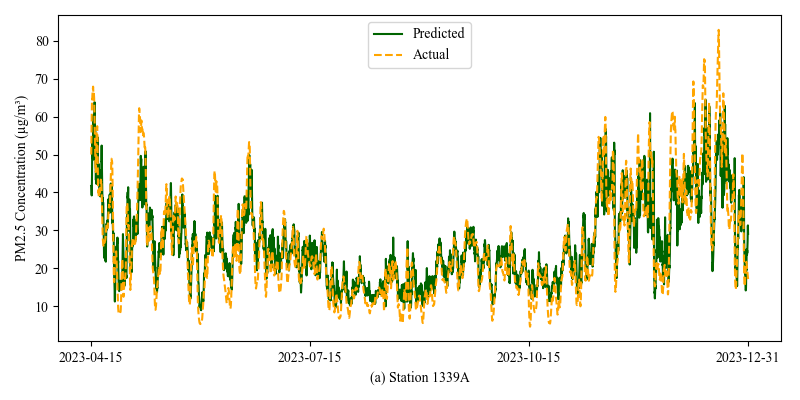 Predicted
Actual
PM2.5 Concentration (μg/m³)
80
70
60
50
40
30
20
10
2023-04-15 2023-07-15 2023-10-15 2023-12-31
(a) Station 1339A